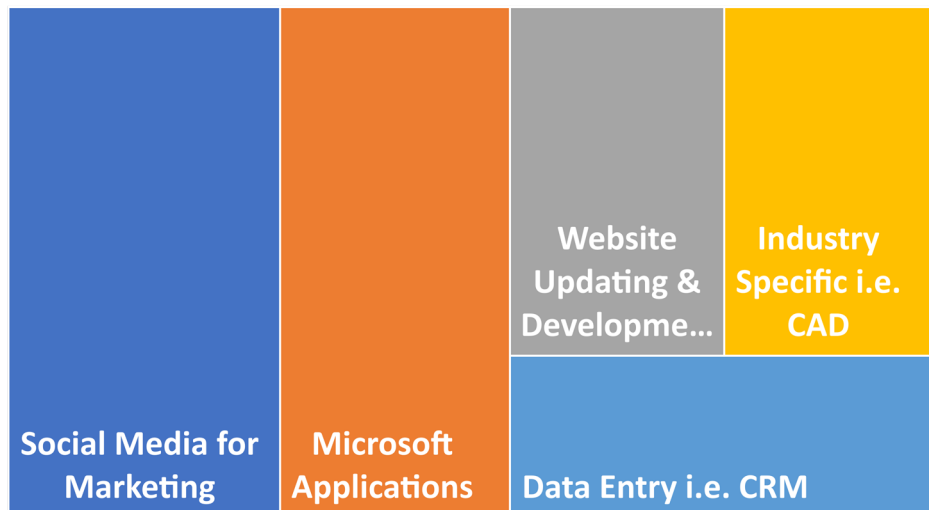 Social Media for
Marketing
Microsoft
Applications
Website
Updating &
Developme...
Industry
Specific i.e.
CAD
Data Entry i.e. CRM